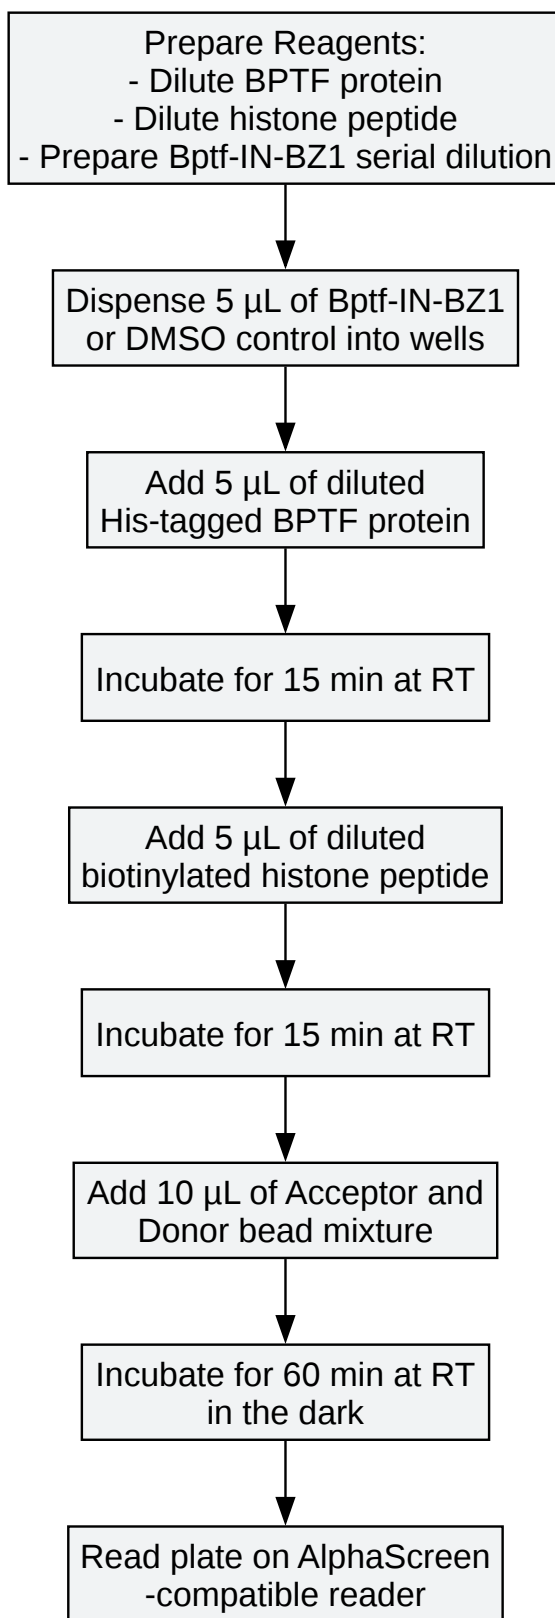 Prepare Reagents:
- Dilute BPTF protein
- Dilute histone peptide
- Prepare Bptf-IN-BZ1 serial dilution
Dispense 5 µL of Bptf-IN-BZ1
or DMSO control into wells
Add 5 µL of diluted
His-tagged BPTF protein
Incubate for 15 min at RT
Add 5 µL of diluted
biotinylated histone peptide
Incubate for 15 min at RT
Add 10 µL of Acceptor and
Donor bead mixture
Incubate for 60 min at RT
in the dark
Read plate on AlphaScreen
-compatible reader